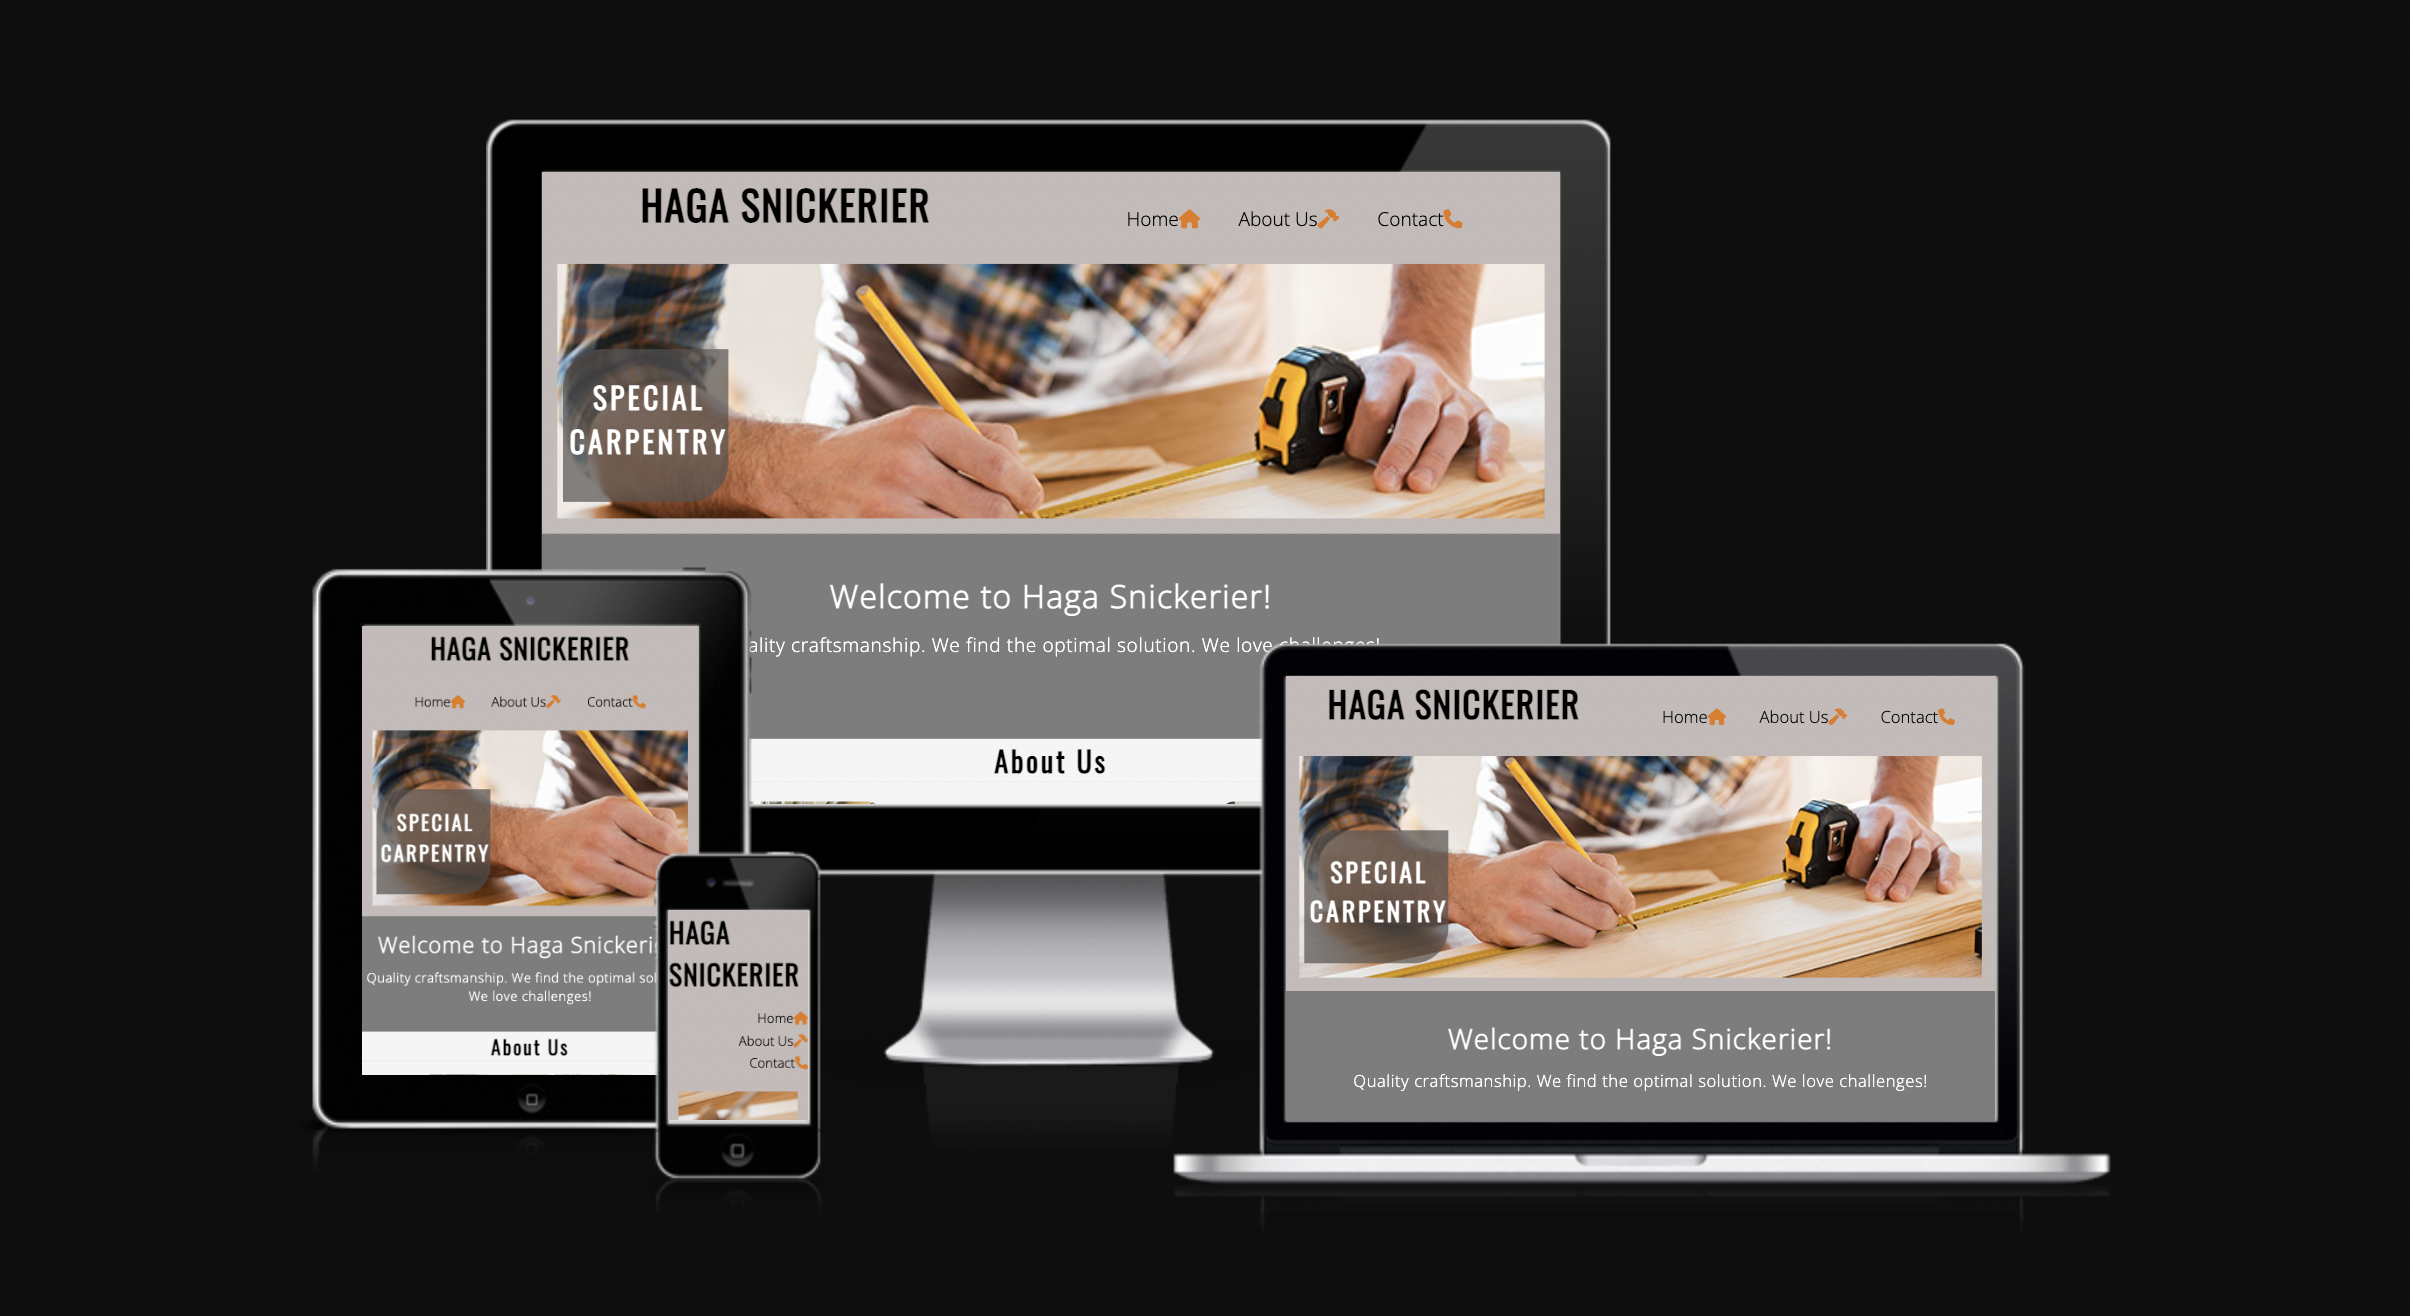 HAGA SNICKERIER
Home About Us Contact
SPECIAL
CARPENTRY
Welcome to Haga Snickerier!
craftsmanship. We find the optimal solution. We love challenges!
About Us
HAGA SNICKERIER
Home About Us Contact
SPECIAL
CARPENTRY
Welcome to Haga
Quality craftsmanship. We find the optimal
We love challenges!
About Us
HAGA
SNICKERIER
Home
About Us
Contact
HAGA SNICKERIER
Home About Us Contact
SPECIAL
CARPENTRY
Welcome to Haga Snickerier!
Quality craftsmanship. We find the optimal solution. We love challenges!